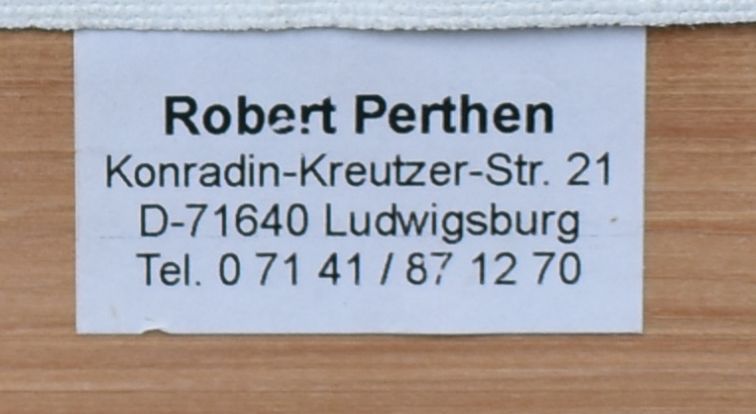 Robert Perthen
Konradin-Kreutzer-Str. 21
D-71640 Ludwigsburg
Tel. 0 71 41 / 87 12 70